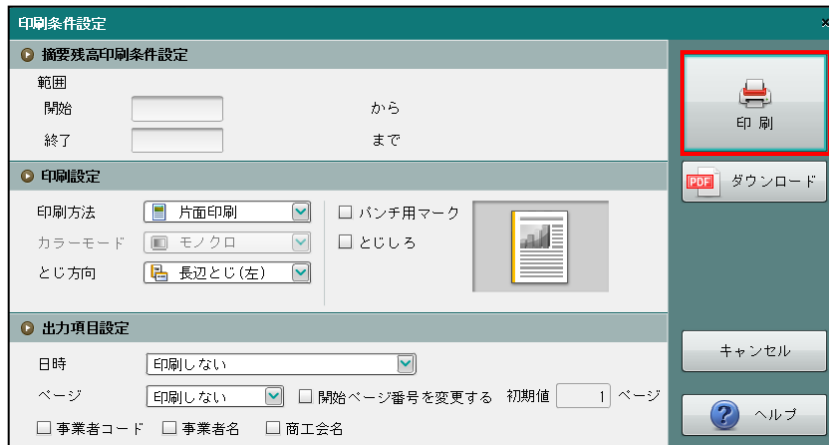 印刷条件設定 ×
摘要残高印刷条件設定
範囲
開始 から
終了 まで
印刷
印刷設定
PDF ダウンロード
印刷方法 片面印刷 パンチ用マーク
カラーモード モノクロ とじしろ
とじ方向 長辺とじ(左)
出力項目設定
日時 印刷しない
キャンセル
ページ 印刷しない 開始ページ番号を変更する 初期値 1 ページ
? ヘルプ
事業者コード 事業者名 商工会名